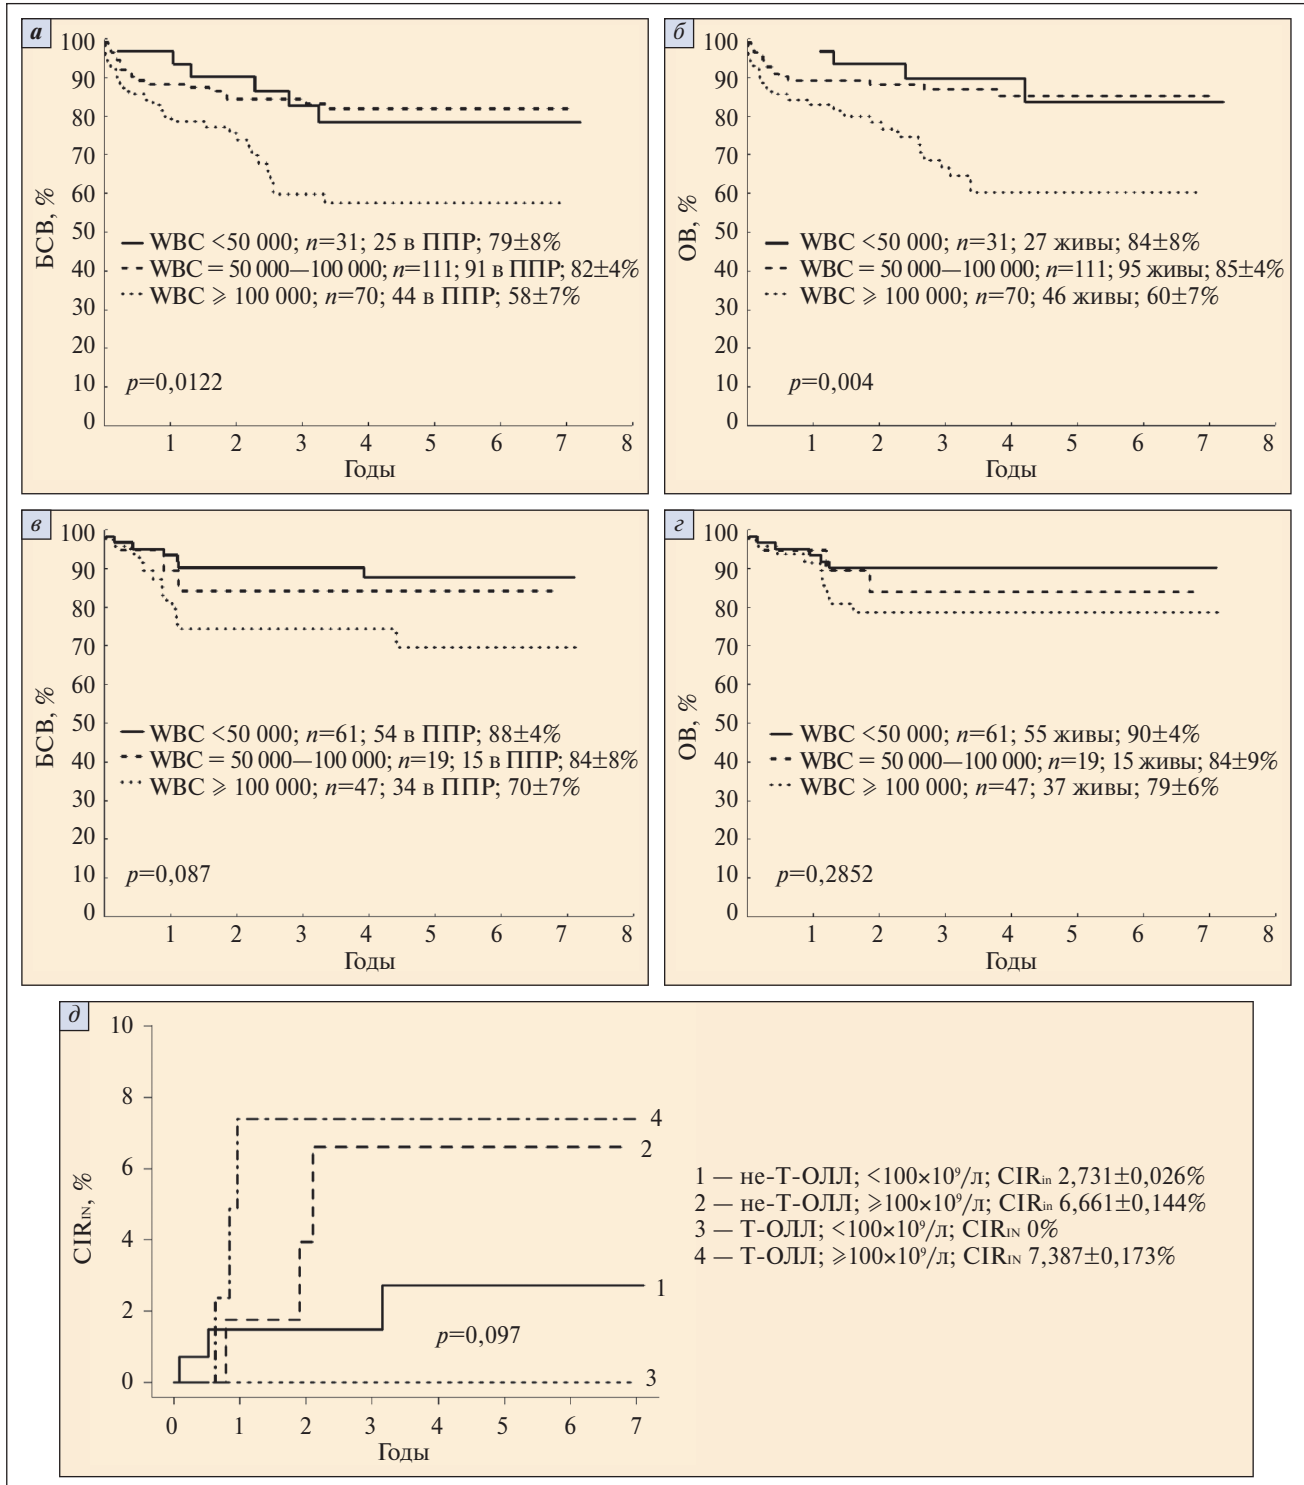 а
100
90
80
70
60
50
40
30
20
10
0
БСВ, %
WBC <50 000; n=31; 25 в ППР; 79±8%
WBC = 50 000—100 000; n=111; 91 в ППР; 82±4%
WBC ⩾ 100 000; n=70; 44 в ППР; 58±7%
p=0,0122
1 2 3 4 5 6 7 8
Годы
б
100
90
80
70
60
50
40
30
20
10
0
ОВ, %
WBC <50 000; n=31; 27 живы; 84±8%
WBC = 50 000—100 000; n=111; 95 живы; 85±4%
WBC ⩾ 100 000; n=70; 46 живы; 60±7%
p=0,004
1 2 3 4 5 6 7 8
Годы
в
100
90
80
70
60
50
40
30
20
10
0
БСВ, %
WBC <50 000; n=61; 54 в ППР; 88±4%
WBC = 50 000—100 000; n=19; 15 в ППР; 84±8%
WBC ⩾ 100 000; n=47; 34 в ППР; 70±7%
p=0,087
1 2 3 4 5 6 7 8
Годы
г
100
90
80
70
60
50
40
30
20
10
0
ОВ, %
WBC <50 000; n=61; 55 живы; 90±4%
WBC = 50 000—100 000; n=19; 15 живы; 84±9%
WBC ⩾ 100 000; n=47; 37 живы; 79±6%
p=0,2852
1 2 3 4 5 6 7 8
Годы
д
10
8
6
4
2
0
CIRIN, %
4
2
1
3
p=0,097
0 1 2 3 4 5 6 7
Годы
1 — не-Т-ОЛЛ; <100×10⁹/л; CIRin 2,731±0,026%
2 — не-Т-ОЛЛ; ⩾100×10⁹/л; CIRin 6,661±0,144%
3 — Т-ОЛЛ; <100×10⁹/л; CIRIN 0%
4 — Т-ОЛЛ; ⩾100×10⁹/л; CIRIN 7,387±0,173%